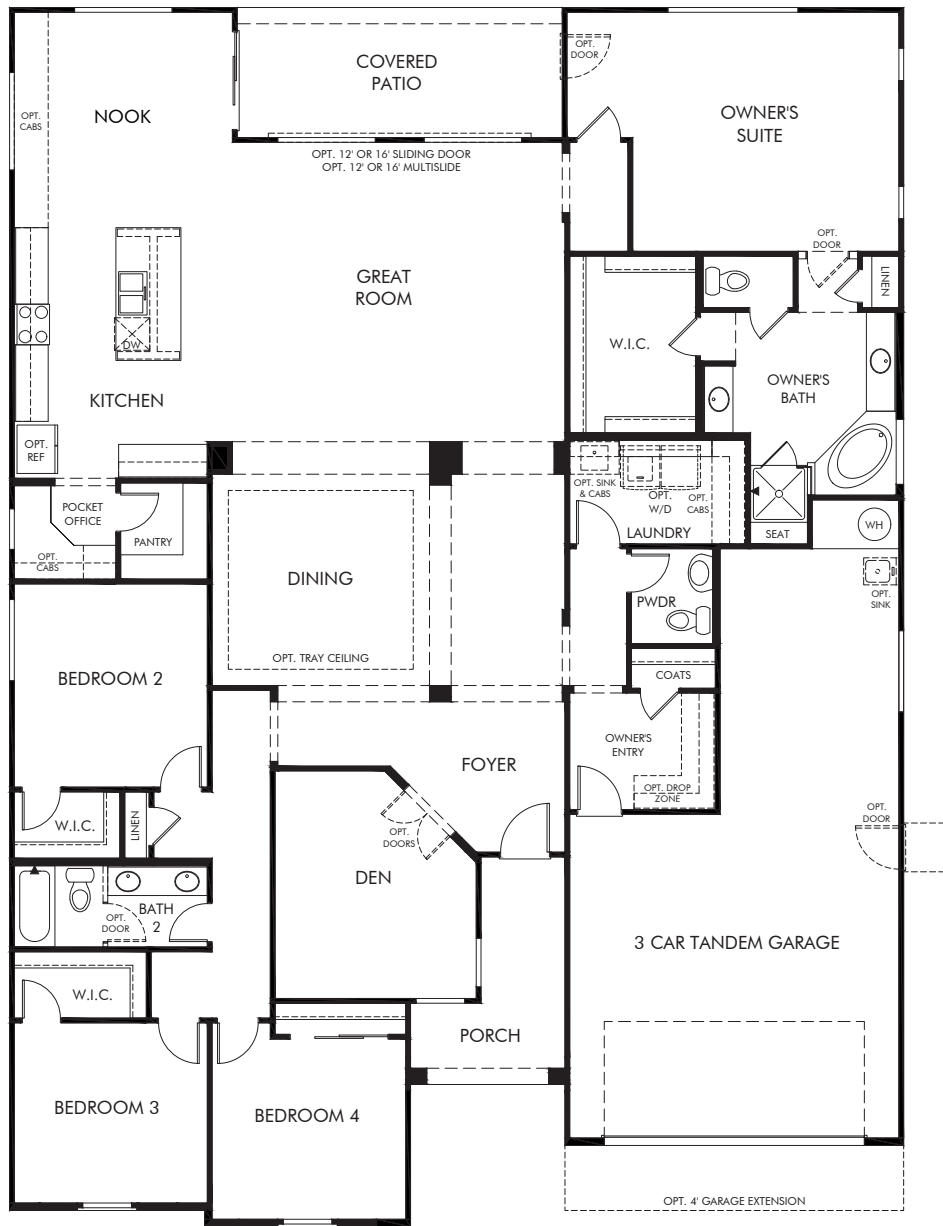 COVERED
PATIO
OPT.
DOOR
OPT.
CABS
NOOK
OWNER'S
SUITE
OPT. 12' OR 16' SLIDING DOOR
OPT. 12' OR 16' MULTISLIDE
OPT.
DOOR
LINEN
GREAT
ROOM
W.I.C.
DW
OWNER'S
BATH
KITCHEN
OPT.
REF
OPT. SINK
& CABS
OPT.
W/D
OPT.
CABS
LAUNDRY
SEAT
WH
POCKET
OFFICE
PANTRY
OPT.
CABS
DINING
OPT. TRAY CEILING
PWDR
OPT.
SINK
COATS
BEDROOM 2
OWNER'S
ENTRY
FOYER
OPT. DROP
ZONE
W.I.C.
LINEN
OPT.
DOORS
OPT.
DOOR
DEN
BATH
2
OPT.
DOOR
3 CAR TANDEM GARAGE
W.I.C.
PORCH
BEDROOM 3
BEDROOM 4
OPT. 4' GARAGE EXTENSION